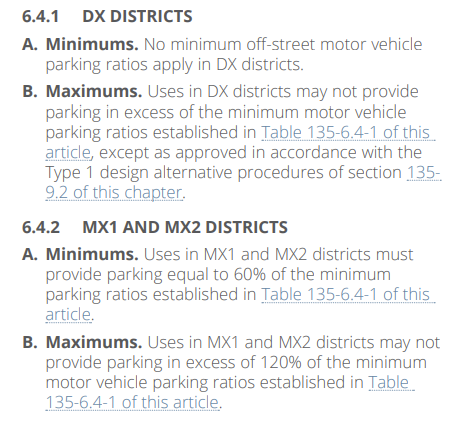 6.4.1 DX DISTRICTS
A. Minimums. No minimum off-street motor vehicle
parking ratios apply in DX districts.
B. Maximums. Uses in DX districts may not provide
parking in excess of the minimum motor vehicle
parking ratios established in Table 135-6.4-1 of this
article, except as approved in accordance with the
Type 1 design alternative procedures of section 135-
9.2 of this chapter.
6.4.2 MX1 AND MX2 DISTRICTS
A. Minimums. Uses in MX1 and MX2 districts must
provide parking equal to 60% of the minimum
parking ratios established in Table 135-6.4-1 of this
article.
B. Maximums. Uses in MX1 and MX2 districts may not
provide parking in excess of 120% of the minimum
motor vehicle parking ratios established in Table
135-6.4-1 of this article.